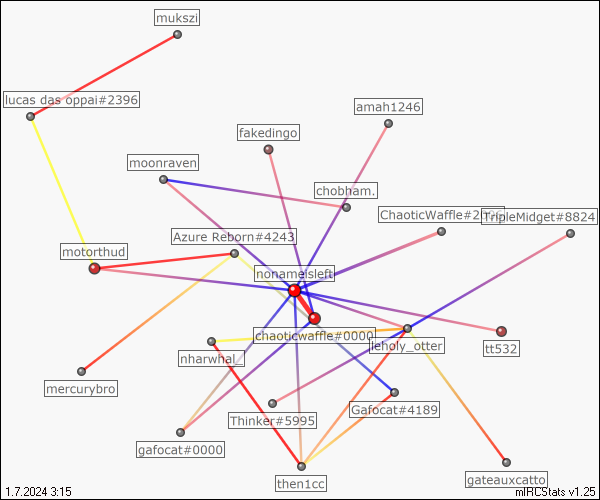 mukszi
lucas das oppai#2396
amah1246
fakedingo
moonraven
chobham.
ChaoticWaffle#2
TripleMidget#8824
Azure Reborn#4243
motorthud
nonameisleft
chaoticwaffle#0000
leholy_otter
nharwhal_
tt532
mercurybro
Gafocat#4189
Thinker#5995
gafocat#0000
then1cc
gateauxcatto
1.7.2024 3:15
mIRCStats v1.25